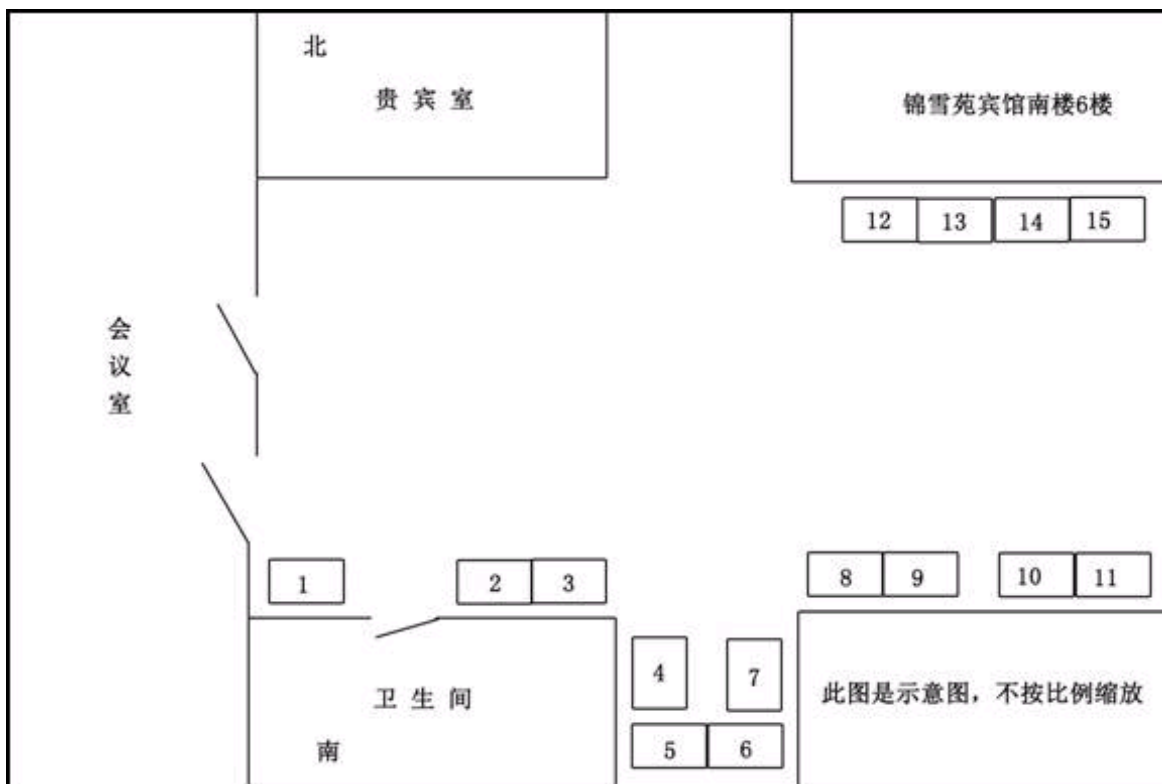 北
贵宾室
锦雪苑宾馆南楼6楼
12 13 14 15
会议室
1 2 3 8 9 10 11
4 7
卫生间
此图是示意图，不按比例缩放
南
5 6